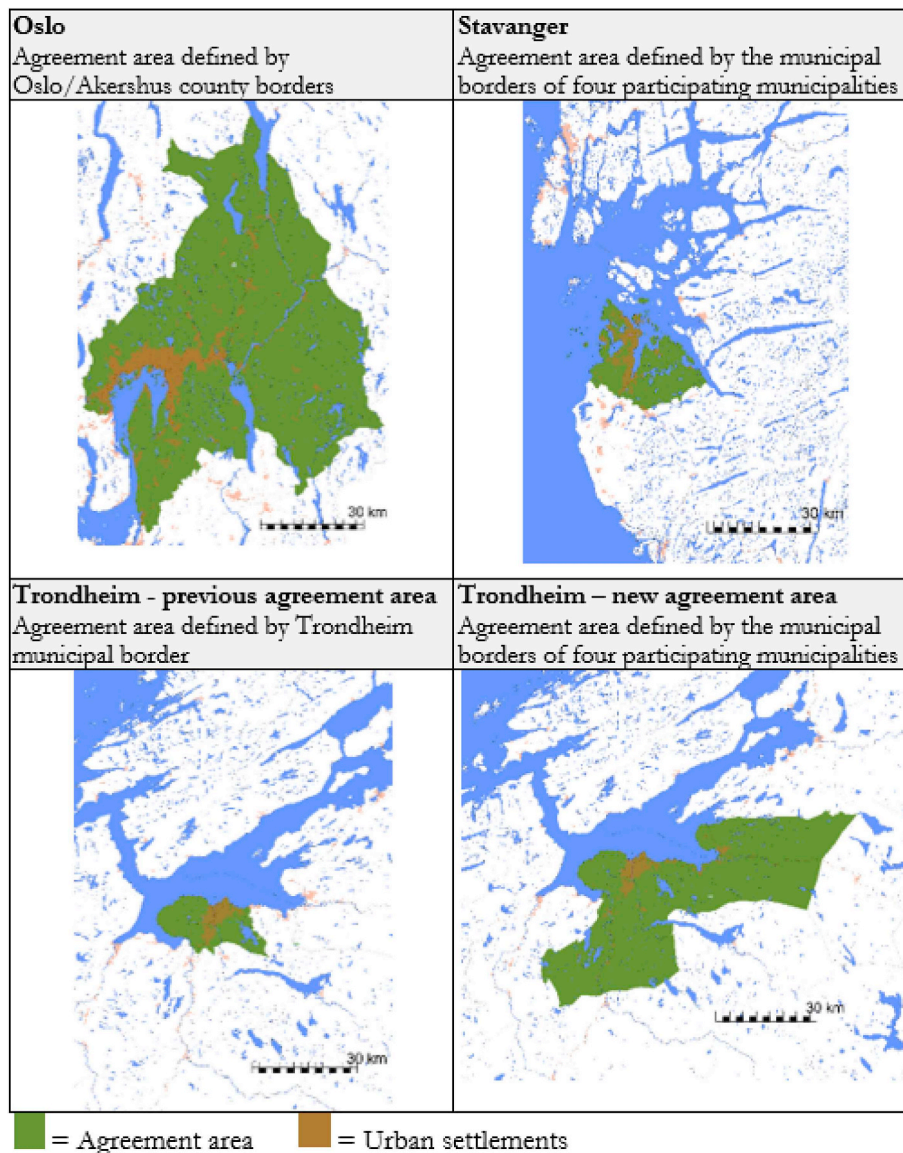 Oslo
Agreement area defined by
Oslo/Akershus county borders
Stavanger
Agreement area defined by the municipal
borders of four participating municipalities
30 km
30 km
Trondheim - previous agreement area
Agreement area defined by Trondheim
municipal border
Trondheim – new agreement area
Agreement area defined by the municipal
borders of four participating municipalities
30 km
30 km
= Agreement area
= Urban settlements